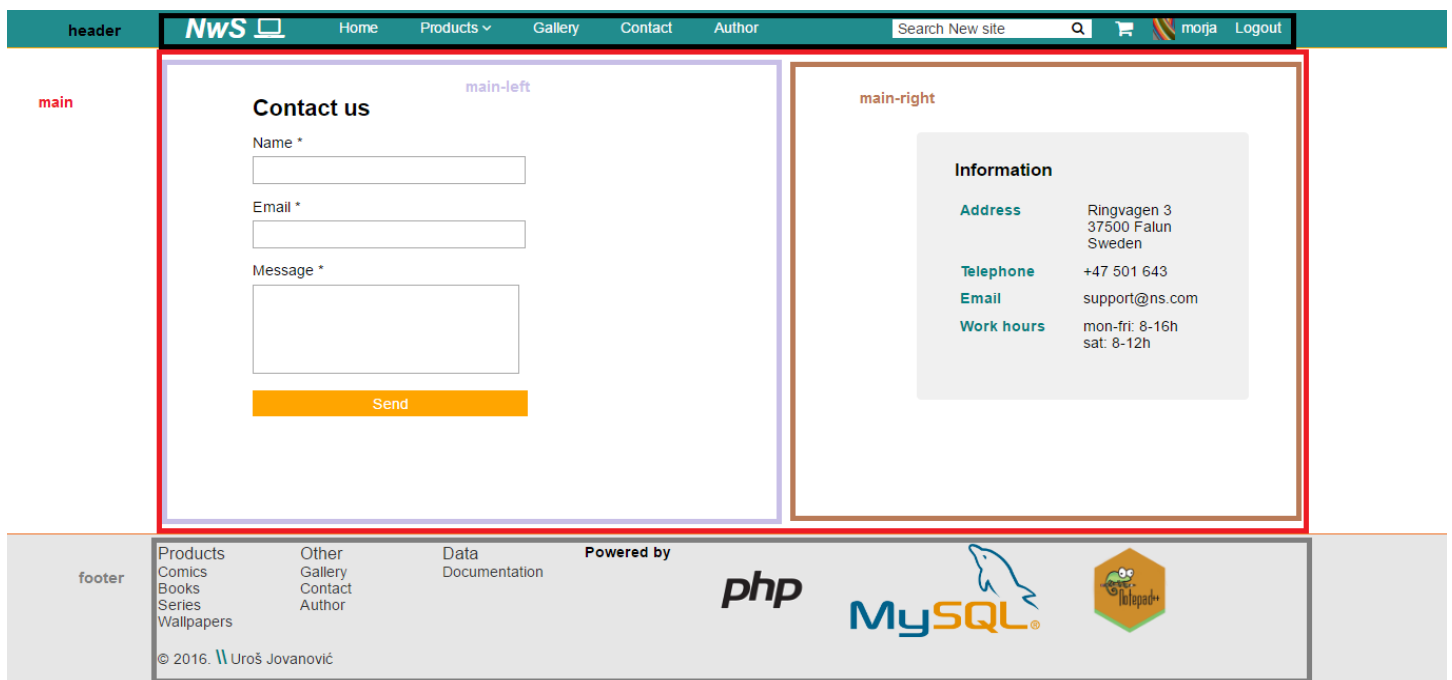 header
NwS Home Products Gallery Contact Author Search New site morja Logout
main
main-left
main-right
Contact us
Name *
Email *
Message *
Send
Information
Address Ringvagen 3
37500 Falun
Sweden
Telephone +47 501 643
Email support@ns.com
Work hours mon-fri: 8-16h
sat: 8-12h
footer
Products
Comics
Books
Series
Wallpapers
Other
Gallery
Contact
Author
Data
Documentation
Powered by
php
MySQL®
Notepad++
© 2016. \\ Uroš Jovanović